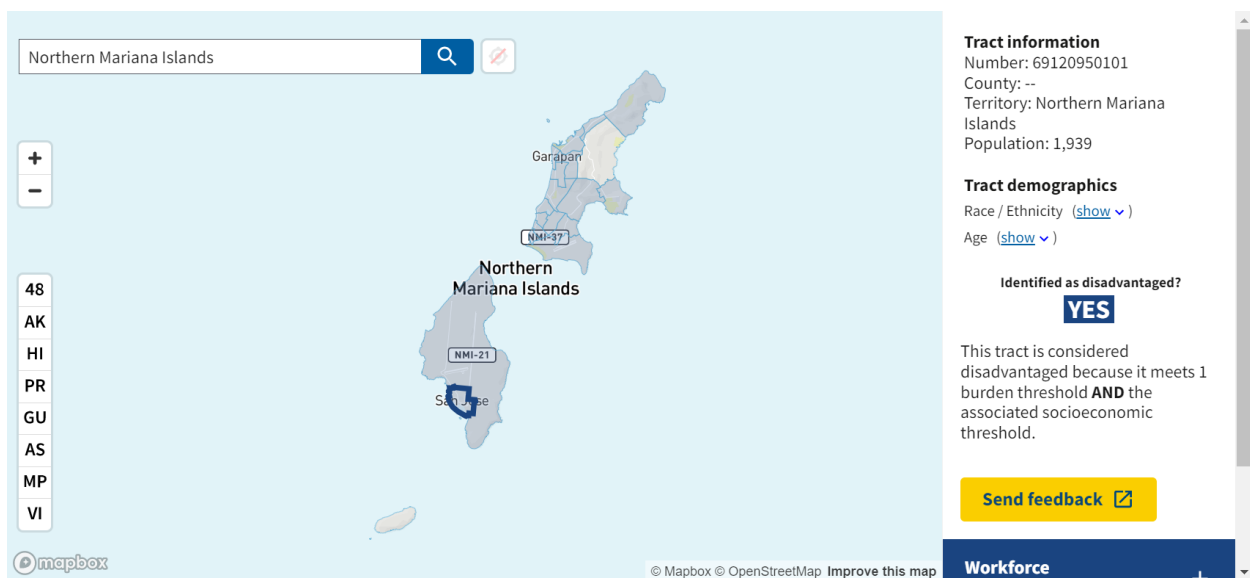 Northern Mariana Islands
+
−
48
AK
HI
PR
GU
AS
MP
VI
Garapan
NMI-37
Northern
Mariana Islands
NMI-21
San Jose
mapbox
© Mapbox © OpenStreetMap Improve this map
Tract information
Number: 69120950101
County: --
Territory: Northern Mariana
Islands
Population: 1,939
Tract demographics
Race / Ethnicity (show )
Age (show )
Identified as disadvantaged?
YES
This tract is considered
disadvantaged because it meets 1
burden threshold AND the
associated socioeconomic
threshold.
Send feedback
Workforce
+